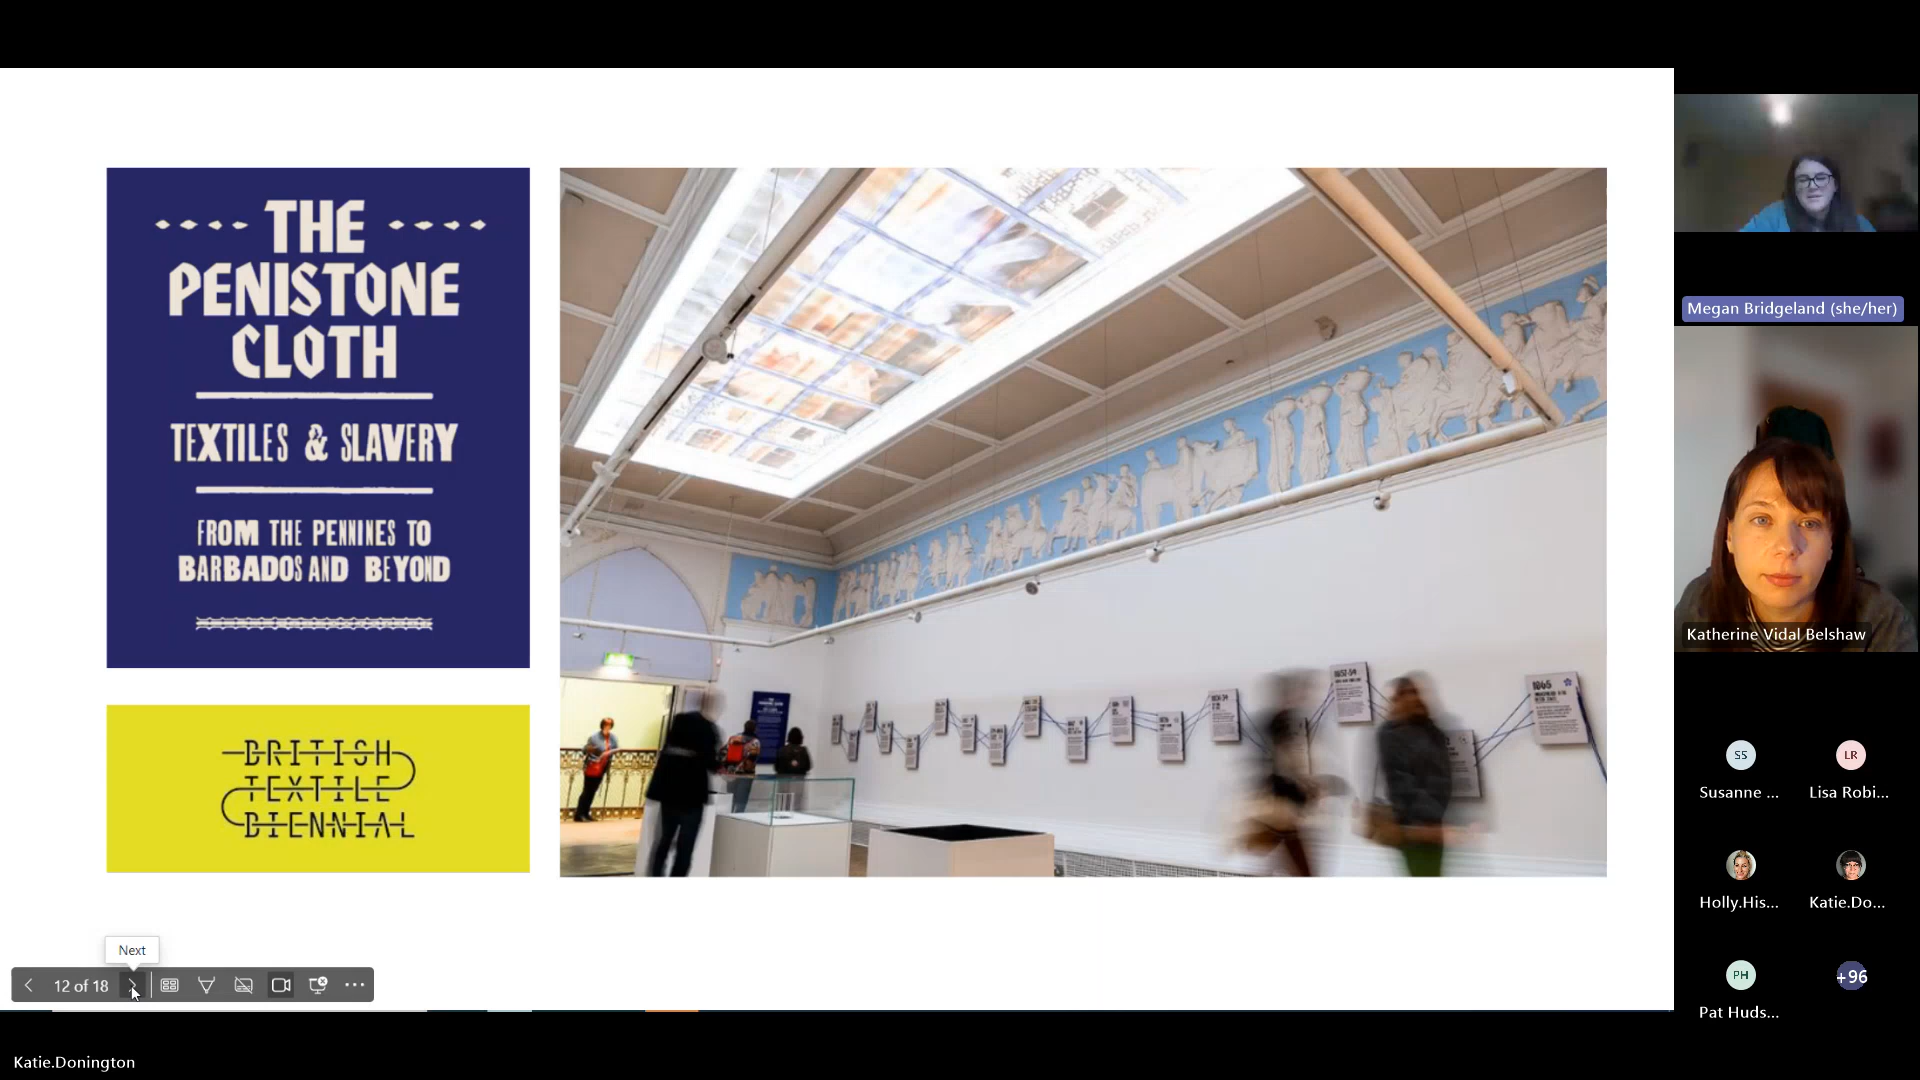 THE
PENISTONE
CLOTH
TEXTILES & SLAVERY
FROM THE PENNINES TO
BARBADOS AND BEYOND
BRITISH
TEXTILE
BIENNIAL
1865
Next
12 of 18
Katie.Donington
Megan Bridgeland (she/her)
Katherine Vidal Belshaw
SS
LR
Susanne ...
Lisa Robi...
Holly.His...
Katie.Do...
PH
+96
Pat Huds...